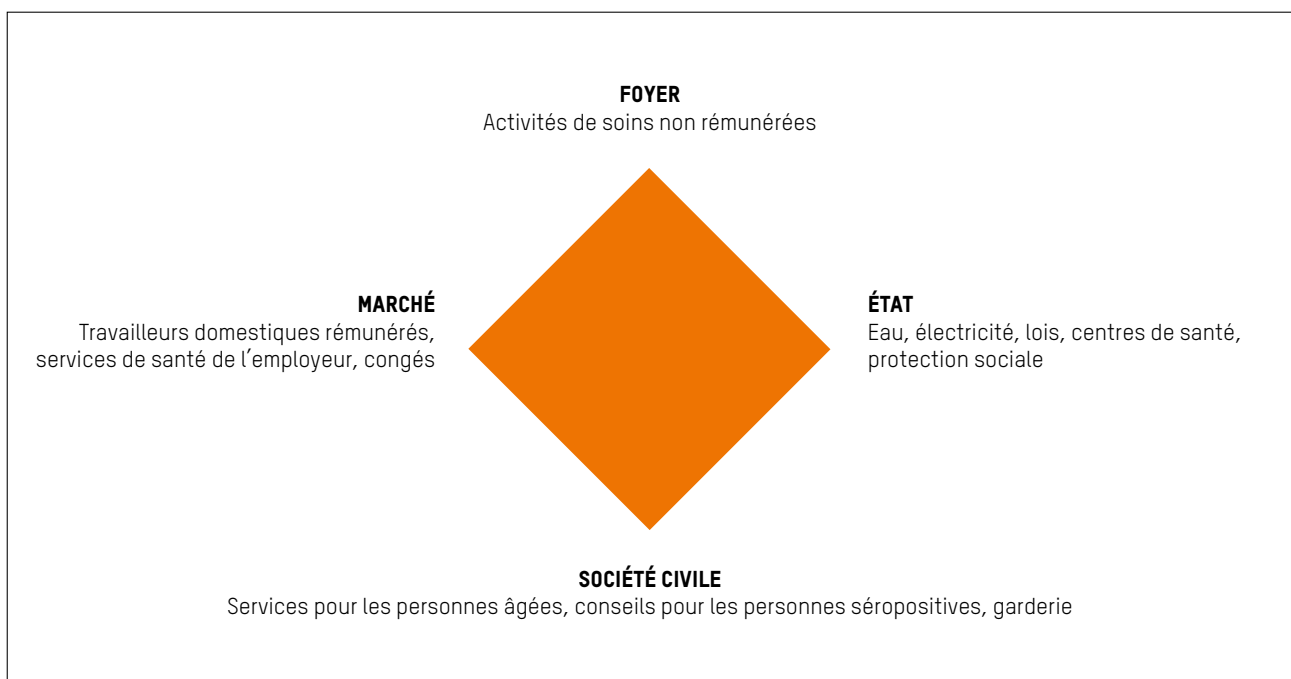 FOYER
Activités de soins non rémunérées
MARCHÉ
Travailleurs domestiques rémunérés,
services de santé de l'employeur, congés
ÉTAT
Eau, électricité, lois, centres de santé,
protection sociale
SOCIÉTÉ CIVILE
Services pour les personnes âgées, conseils pour les personnes séropositives, garderie